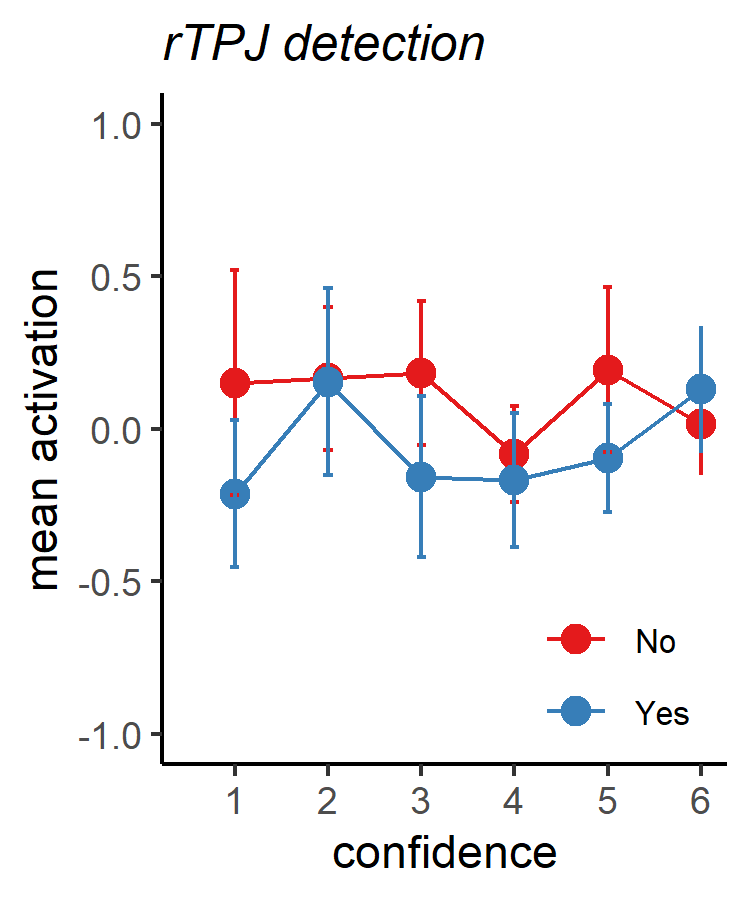 rTPJ detection
1.0
0.5
0.0
-0.5
-1.0
mean activation
No
Yes
1 2 3 4 5 6
confidence